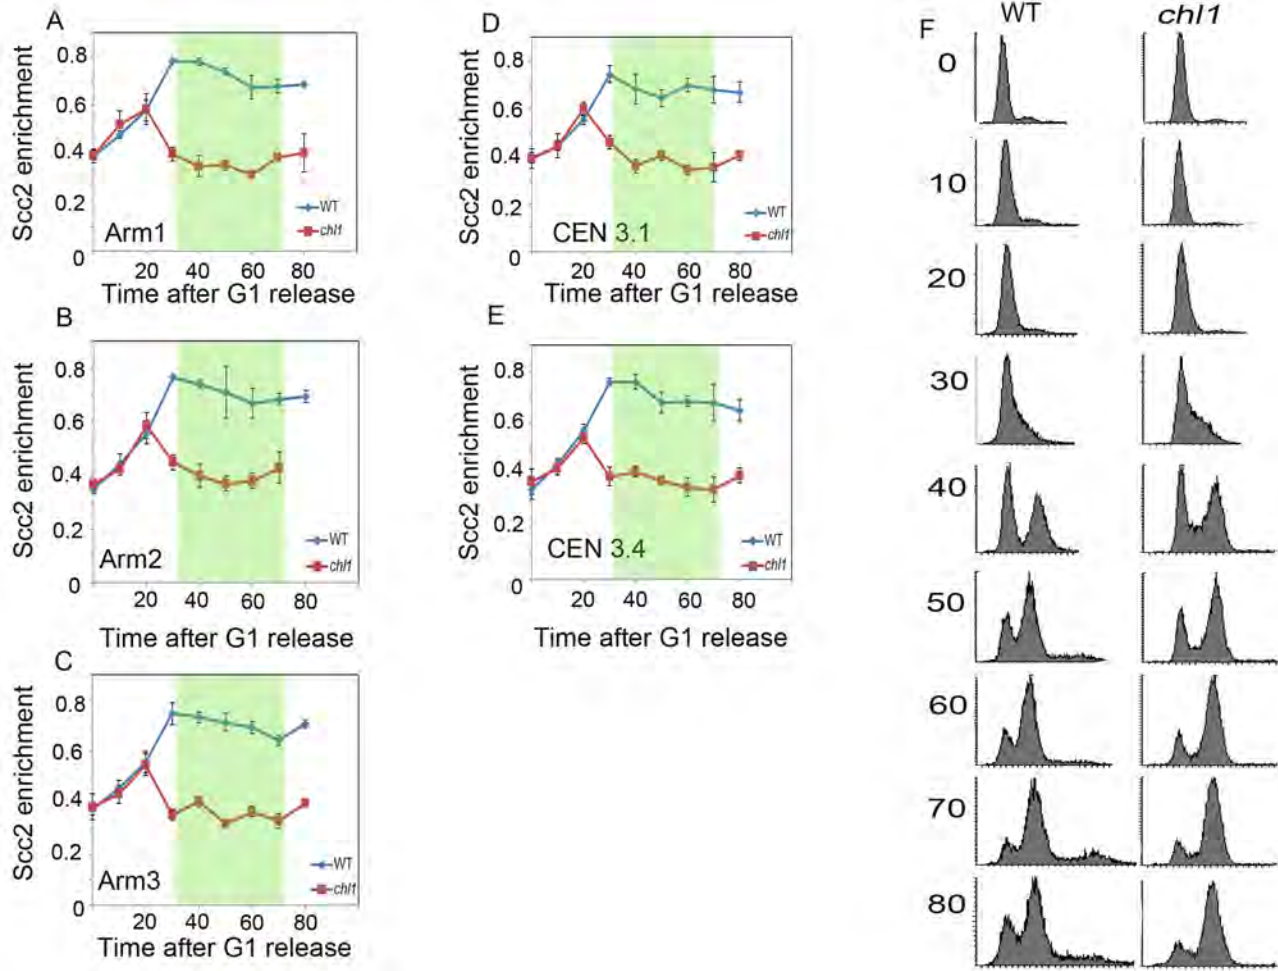 A
Scc2 enrichment
0.8
0.6
0.4
0.2
0
20 40 60 80
Arm1
WT
chl1
Time after G1 release
B
Scc2 enrichment
0.8
0.6
0.4
0.2
0
20 40 60 80
Arm2
WT
chl1
Time after G1 release
C
Scc2 enrichment
0.8
0.6
0.4
0.2
0
20 40 60 80
Arm3
WT
chl1
Time after G1 release
D
Scc2 enrichment
0.8
0.6
0.4
0.2
0
20 40 60 80
CEN 3.1
WT
chl1
Time after G1 release
E
Scc2 enrichment
0.8
0.6
0.4
0.2
0
20 40 60 80
CEN 3.4
WT
chl1
Time after G1 release
F
WT chl1
0
10
20
30
40
50
60
70
80